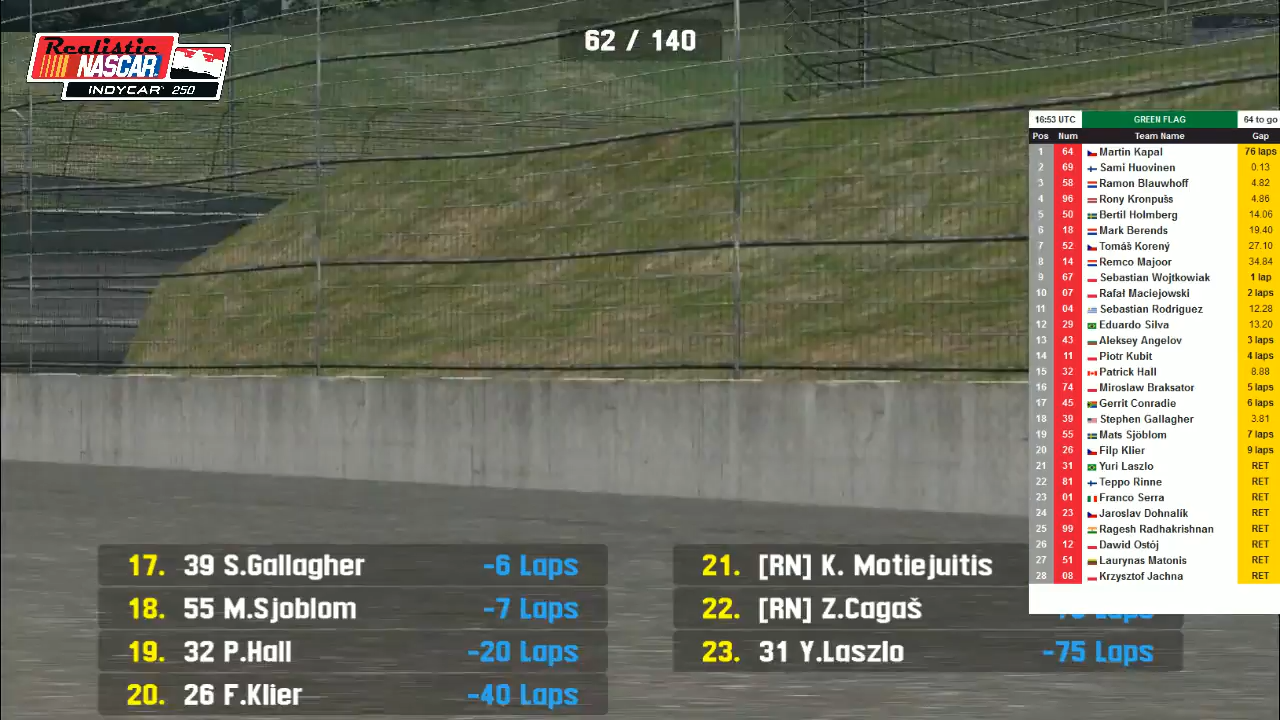 Realistic
NASCAR
INDYCAR 250
62 / 140
16:53 UTC GREEN FLAG 64 to go
Pos Num Team Name Gap
1 64 Martin Kapal 76 laps
2 69 Sami Huovinen 0:13
3 58 Ramon Blauwhoff 4.82
4 96 Rony Kronpušs 4.86
5 50 Bertil Holmberg 14.06
6 18 Mark Berends 19.40
7 52 Tomáš Korený 27.10
8 14 Remco Majoor 34.84
9 67 Sebastian Wojtkowiak 1 lap
10 07 Rafał Maciejowski 2 laps
11 04 Sebastian Rodriguez 12.28
12 29 Eduardo Silva 13.20
13 43 Aleksey Angelov 3 laps
14 11 Piotr Kubit 4 laps
15 32 Patrick Hall 8.88
16 74 Miroslaw Braksator 5 laps
17 45 Gerrit Conradie 6 laps
18 39 Stephen Gallagher 3.81
19 55 Mats Sjöblom 7 laps
20 26 Filp Klier 9 laps
21 31 Yuri Laszlo RET
22 81 Teppo Rinne RET
23 01 Franco Serra RET
24 23 Jaroslav Dohnalík RET
25 99 Ragesh Radhakrishnan RET
26 12 Dawid Ostój RET
27 51 Laurynas Matonis RET
28 08 Krzysztof Jachna RET
17. 39 S.Gallagher -6 Laps
18. 55 M.Sjoblom -7 Laps
19. 32 P.Hall -20 Laps
20. 26 F.Klier -40 Laps
21. [RN] K. Motiejuitis
22. [RN] Z.Cagaš Laps
23. 31 Y.Laszlo -75 Laps